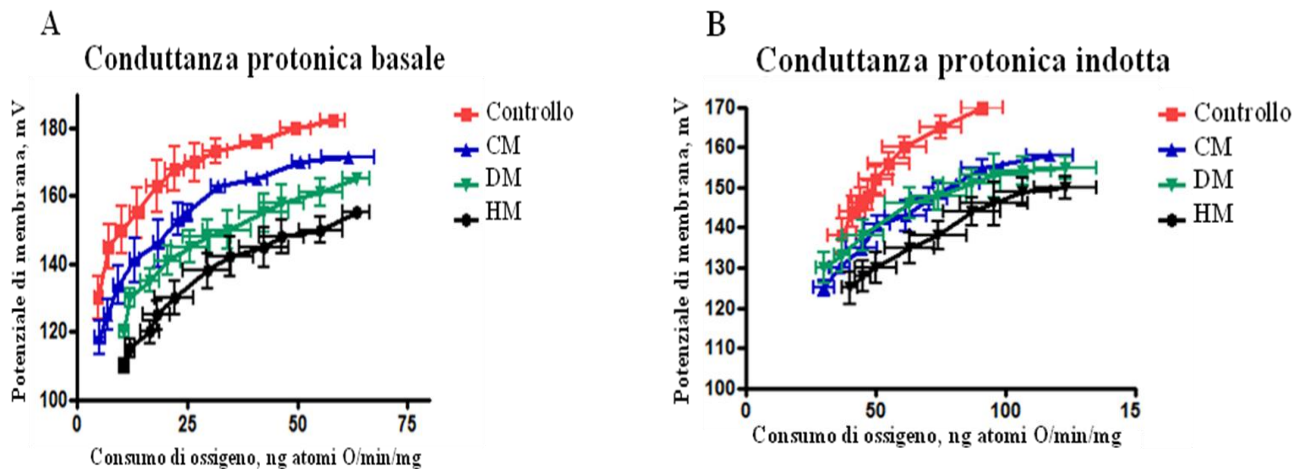 A
Conduttanza protonica basale
Potenziale di membrana, mV
180
160
140
120
100
0
25
50
75
Consumo di ossigeno, ng atomi O/min/mg
Controllo
CM
DM
HM
B
Conduttanza protonica indotta
Potenziale di membrana, mV
170
160
150
140
130
120
110
100
0
50
100
15
Consumo di ossigeno, ng atomi O/min/mg
Controllo
CM
DM
HM